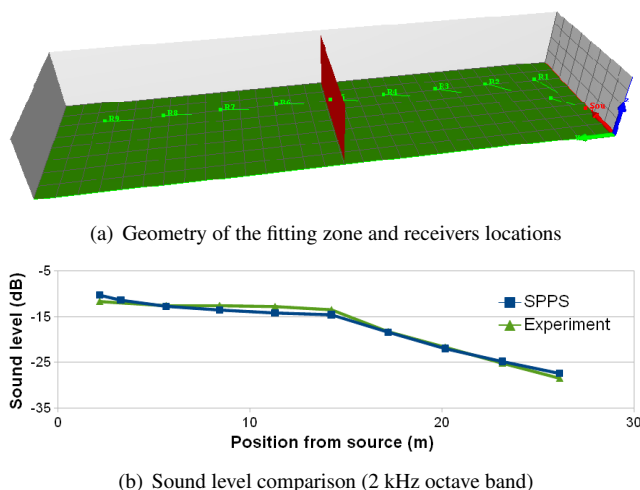 R9 R8 R7 R6 R4 R3 R2 R1
Sou
(a) Geometry of the fitting zone and receivers locations
-5
-15
-25
-35
Sound level (dB)
SPPS
Experiment
0 10 20 30
Position from source (m)
(b) Sound level comparison (2 kHz octave band)